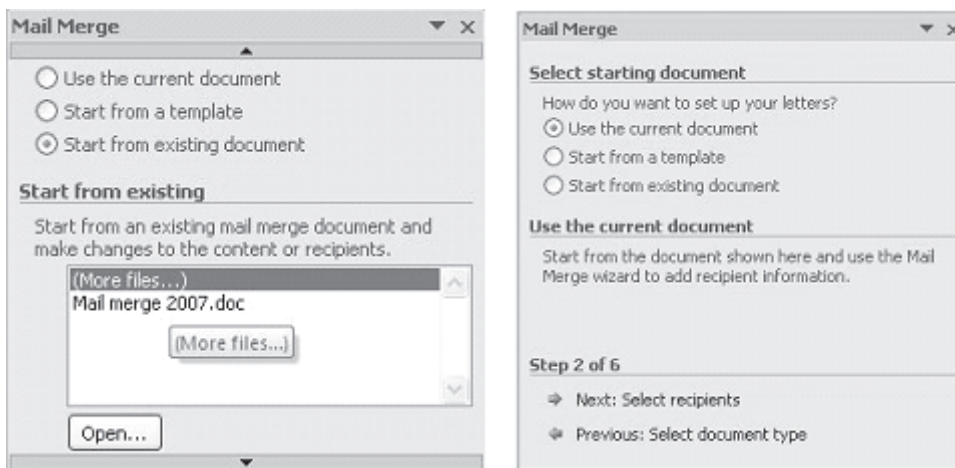 Mail Merge
Use the current document
Start from a template
Start from existing document
Start from existing
Start from an existing mail merge document and
make changes to the content or recipients.
(More files...)
Mail merge 2007.doc
(More files...)
Open...
Mail Merge
Select starting document
How do you want to set up your letters?
Use the current document
Start from a template
Start from existing document
Use the current document
Start from the document shown here and use the Mail
Merge wizard to add recipient information.
Step 2 of 6
Next: Select recipients
Previous: Select document type